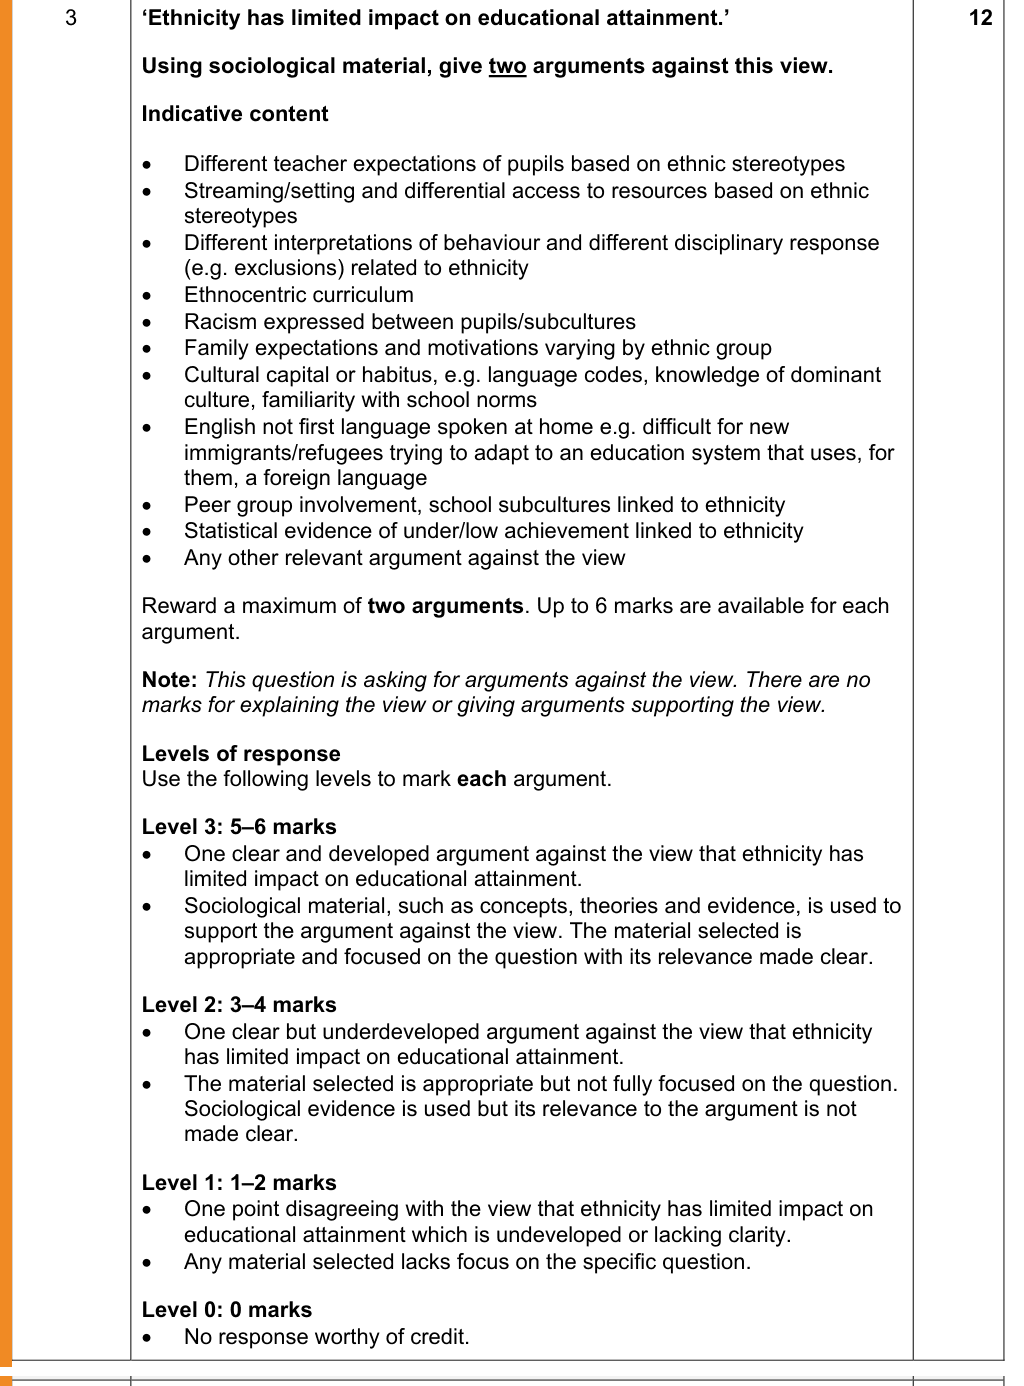 3 ‘Ethnicity has limited impact on educational attainment.’ 12
Using sociological material, give two arguments against this view.
Indicative content
• Different teacher expectations of pupils based on ethnic stereotypes
• Streaming/setting and differential access to resources based on ethnic
stereotypes
• Different interpretations of behaviour and different disciplinary response
(e.g. exclusions) related to ethnicity
• Ethnocentric curriculum
• Racism expressed between pupils/subcultures
• Family expectations and motivations varying by ethnic group
• Cultural capital or habitus, e.g. language codes, knowledge of dominant
culture, familiarity with school norms
• English not first language spoken at home e.g. difficult for new
immigrants/refugees trying to adapt to an education system that uses, for
them, a foreign language
• Peer group involvement, school subcultures linked to ethnicity
• Statistical evidence of under/low achievement linked to ethnicity
• Any other relevant argument against the view
Reward a maximum of two arguments. Up to 6 marks are available for each
argument.
Note: This question is asking for arguments against the view. There are no
marks for explaining the view or giving arguments supporting the view.
Levels of response
Use the following levels to mark each argument.
Level 3: 5–6 marks
• One clear and developed argument against the view that ethnicity has
limited impact on educational attainment.
• Sociological material, such as concepts, theories and evidence, is used to
support the argument against the view. The material selected is
appropriate and focused on the question with its relevance made clear.
Level 2: 3–4 marks
• One clear but underdeveloped argument against the view that ethnicity
has limited impact on educational attainment.
• The material selected is appropriate but not fully focused on the question.
Sociological evidence is used but its relevance to the argument is not
made clear.
Level 1: 1–2 marks
• One point disagreeing with the view that ethnicity has limited impact on
educational attainment which is undeveloped or lacking clarity.
• Any material selected lacks focus on the specific question.
Level 0: 0 marks
• No response worthy of credit.